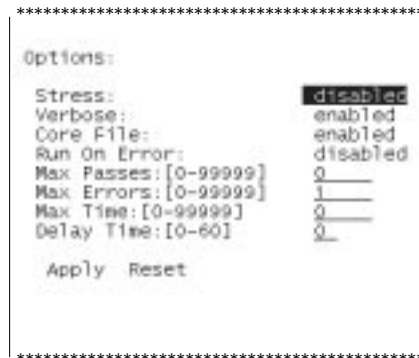 **********************************************
Options:
Stress: disabled
Verbose: enabled
Core File: enabled
Run On Error: disabled
Max Passes:[0-99999] 0
Max Errors:[0-99999] 1
Max Time:[0-99999] 0
Delay Time:[0-60] 0
Apply Reset
**********************************************